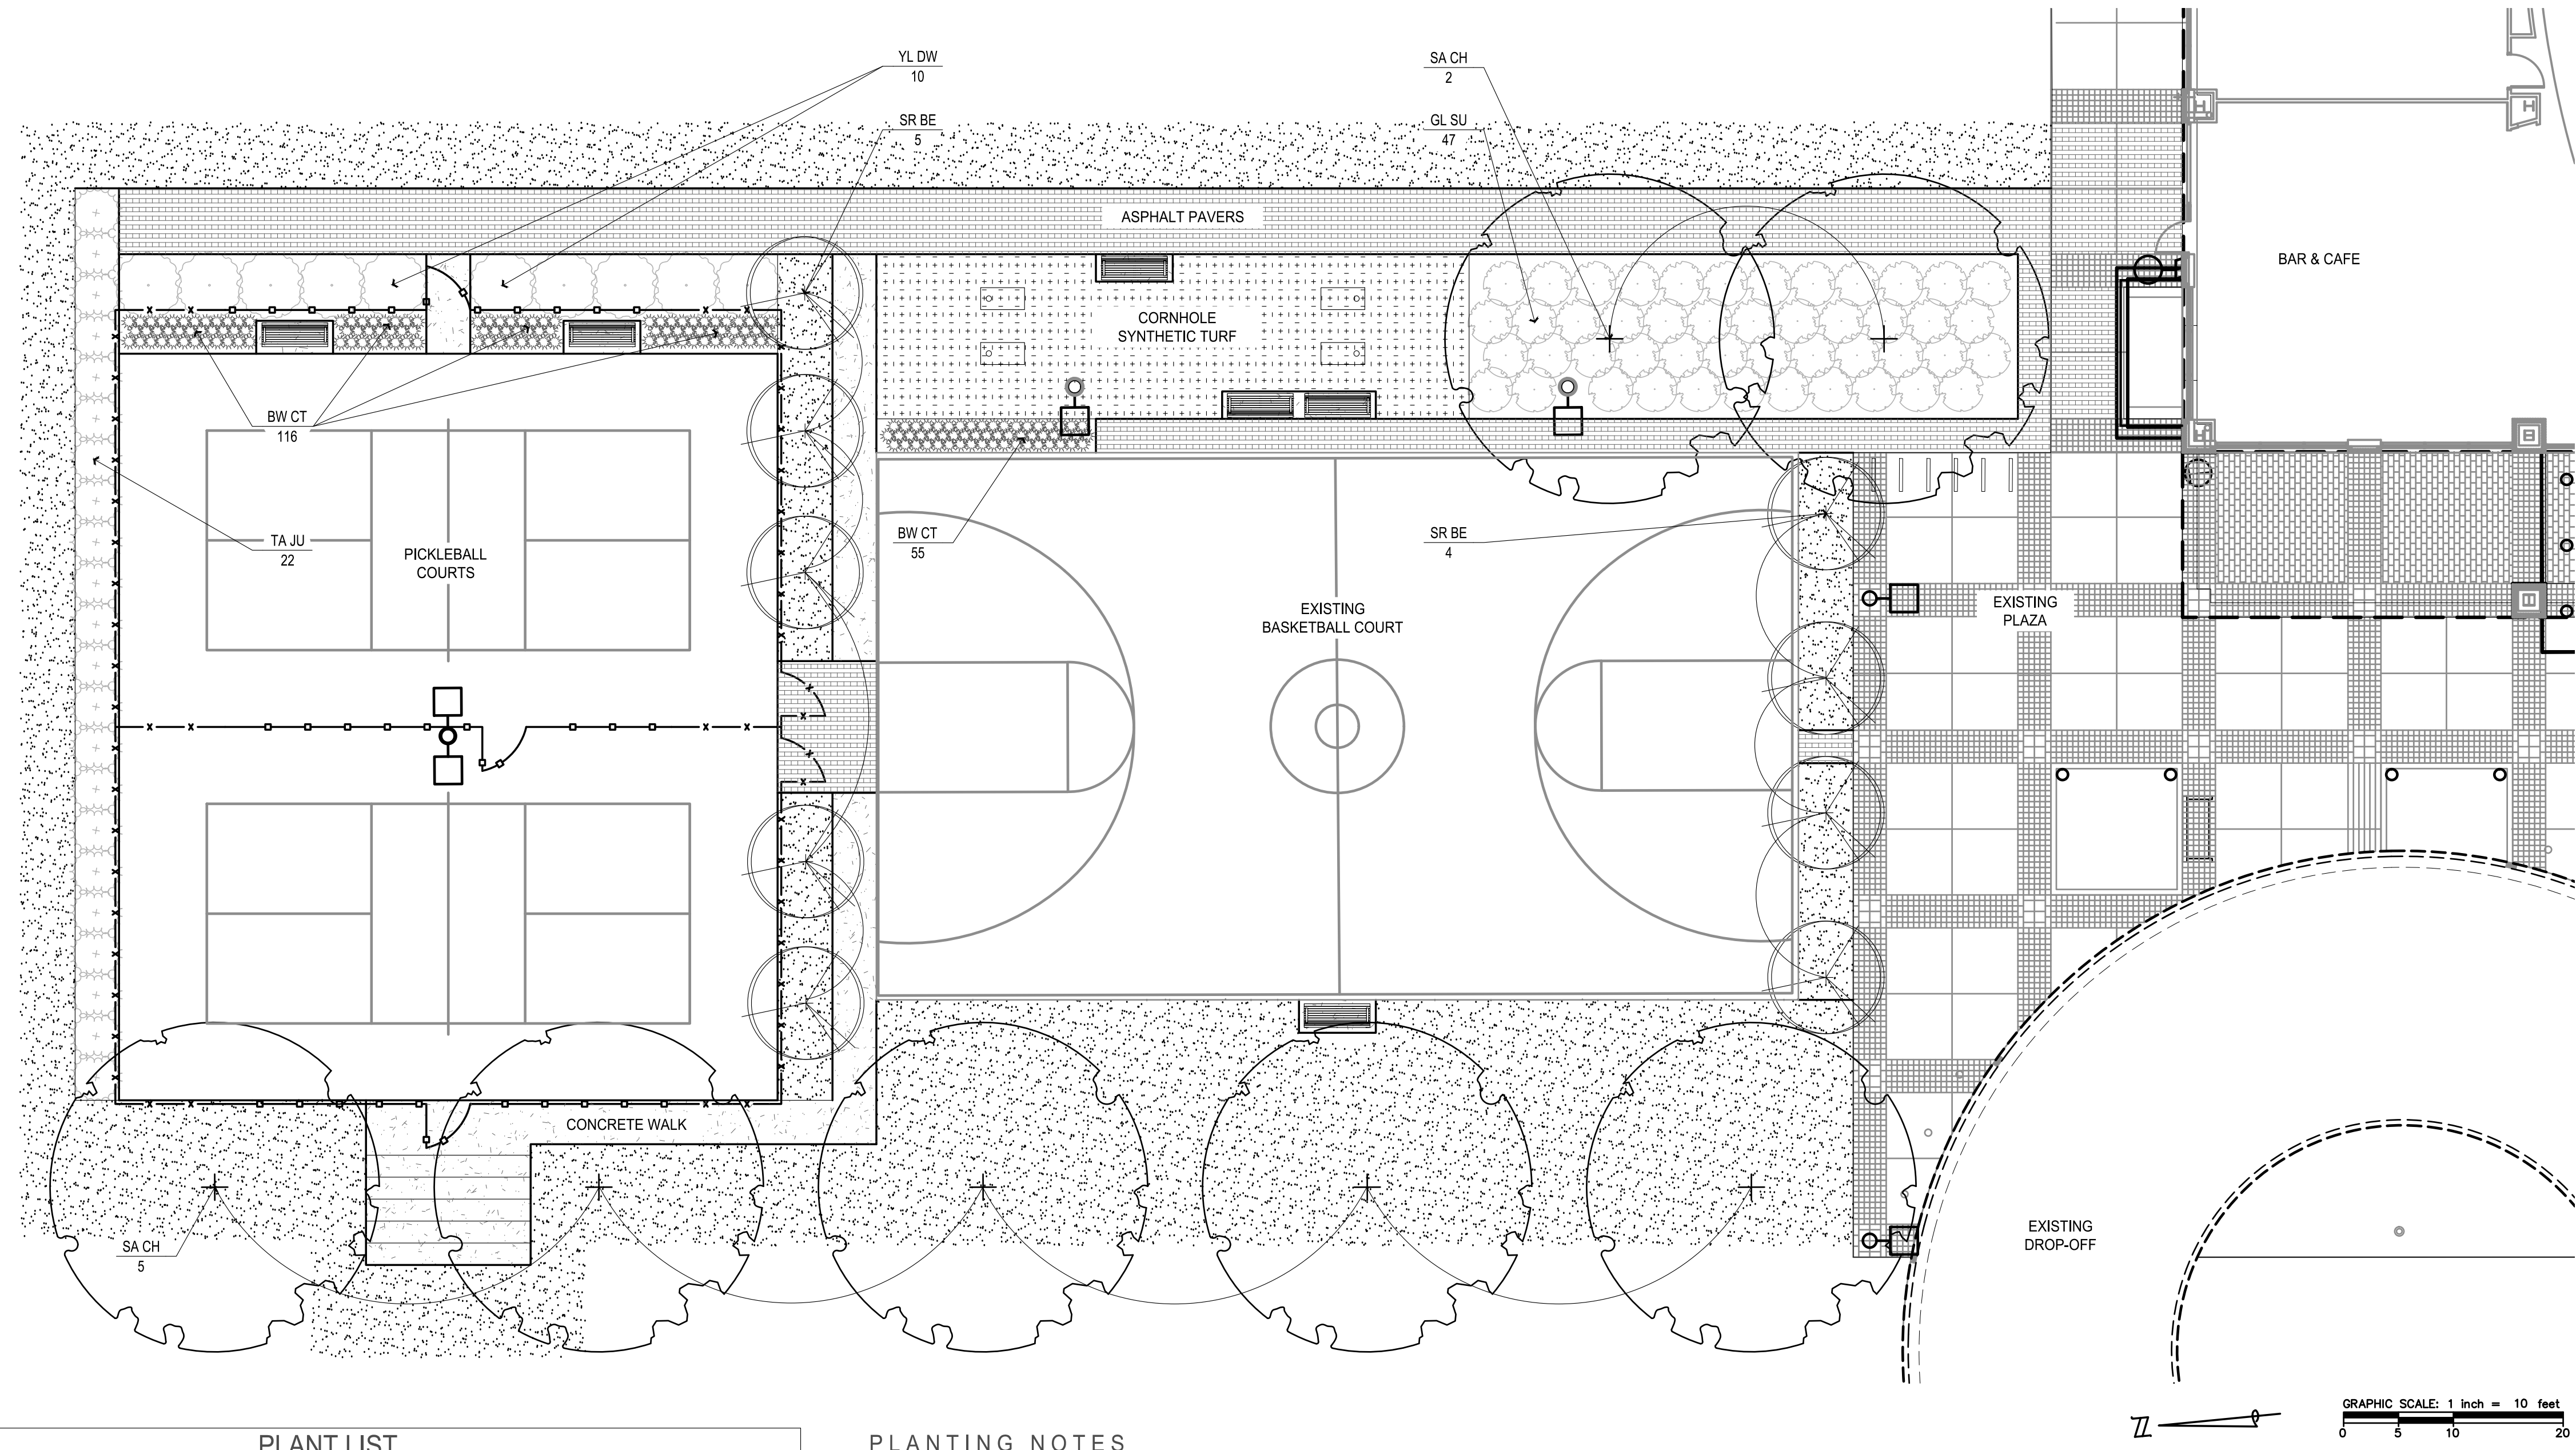 YL DW
10
SA CH
2
SR BE
5
GL SU
47
ASPHALT PAVERS
BAR & CAFE
CORNHOLE
SYNTHETIC TURF
BW CT
116
TA JU
22
PICKLEBALL
COURTS
BW CT
55
SR BE
4
EXISTING
BASKETBALL COURT
EXISTING
PLAZA
CONCRETE WALK
SA CH
5
EXISTING
DROP-OFF
GRAPHIC SCALE: 1 inch = 10 feet
0 5 10 20
N
PLANT LIST
PLANTING NOTES